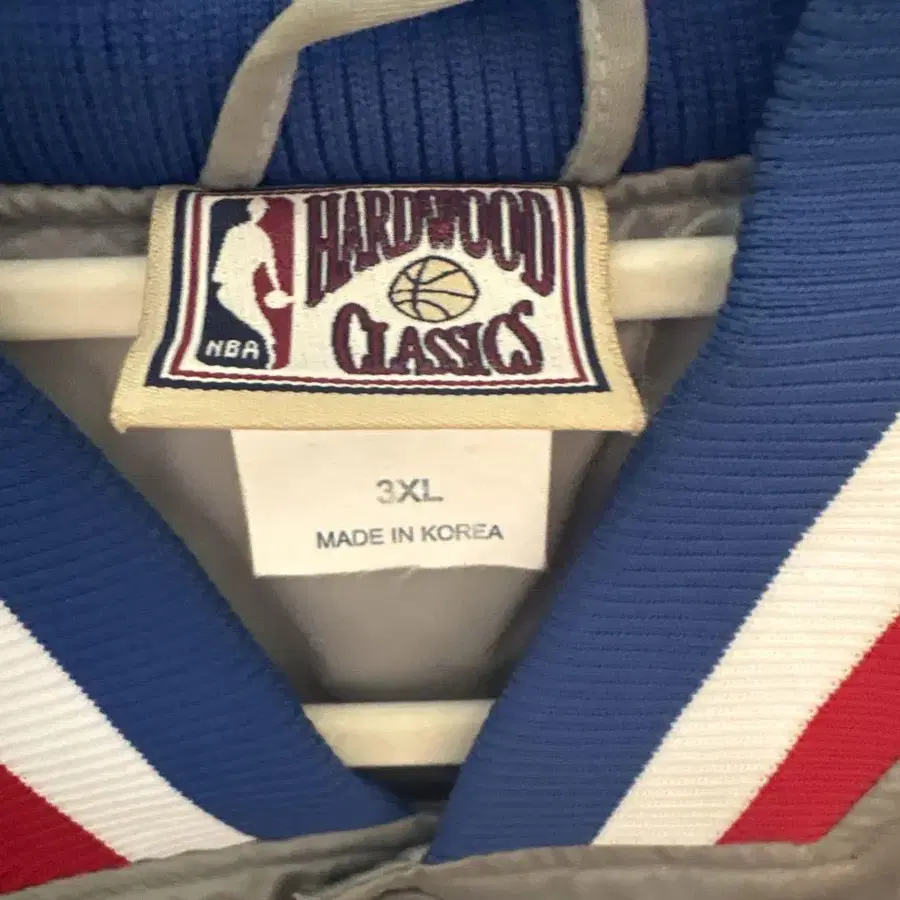 HARDWOOD
CLASSICS
NBA
3XL
MADE IN KOREA